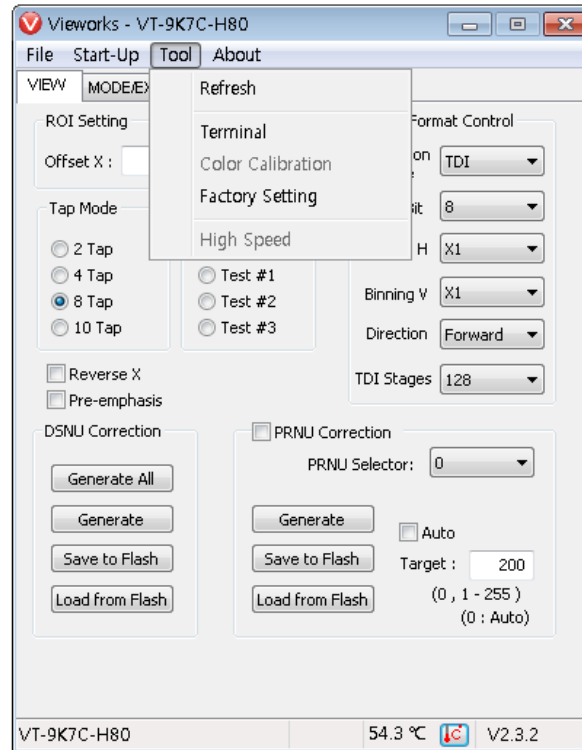 Vieworks - VT-9K7C-H80
File Start-Up Tool About
VIEW MODE/EX
Refresh
Terminal
Color Calibration
Factory Setting
High Speed
ROI Setting
Offset X :
Tap Mode
2 Tap
4 Tap
8 Tap
10 Tap
Test #1
Test #2
Test #3
Format Control
TDI
8
H X1
Binning V X1
Direction Forward
TDI Stages 128
Reverse X
Pre-emphasis
DSNU Correction
Generate All
Generate
Save to Flash
Load from Flash
PRNU Correction
PRNU Selector: 0
Generate
Save to Flash
Load from Flash
Auto
Target : 200
(0 , 1 - 255 )
(0 : Auto)
VT-9K7C-H80 54.3 ℃ C V2.3.2